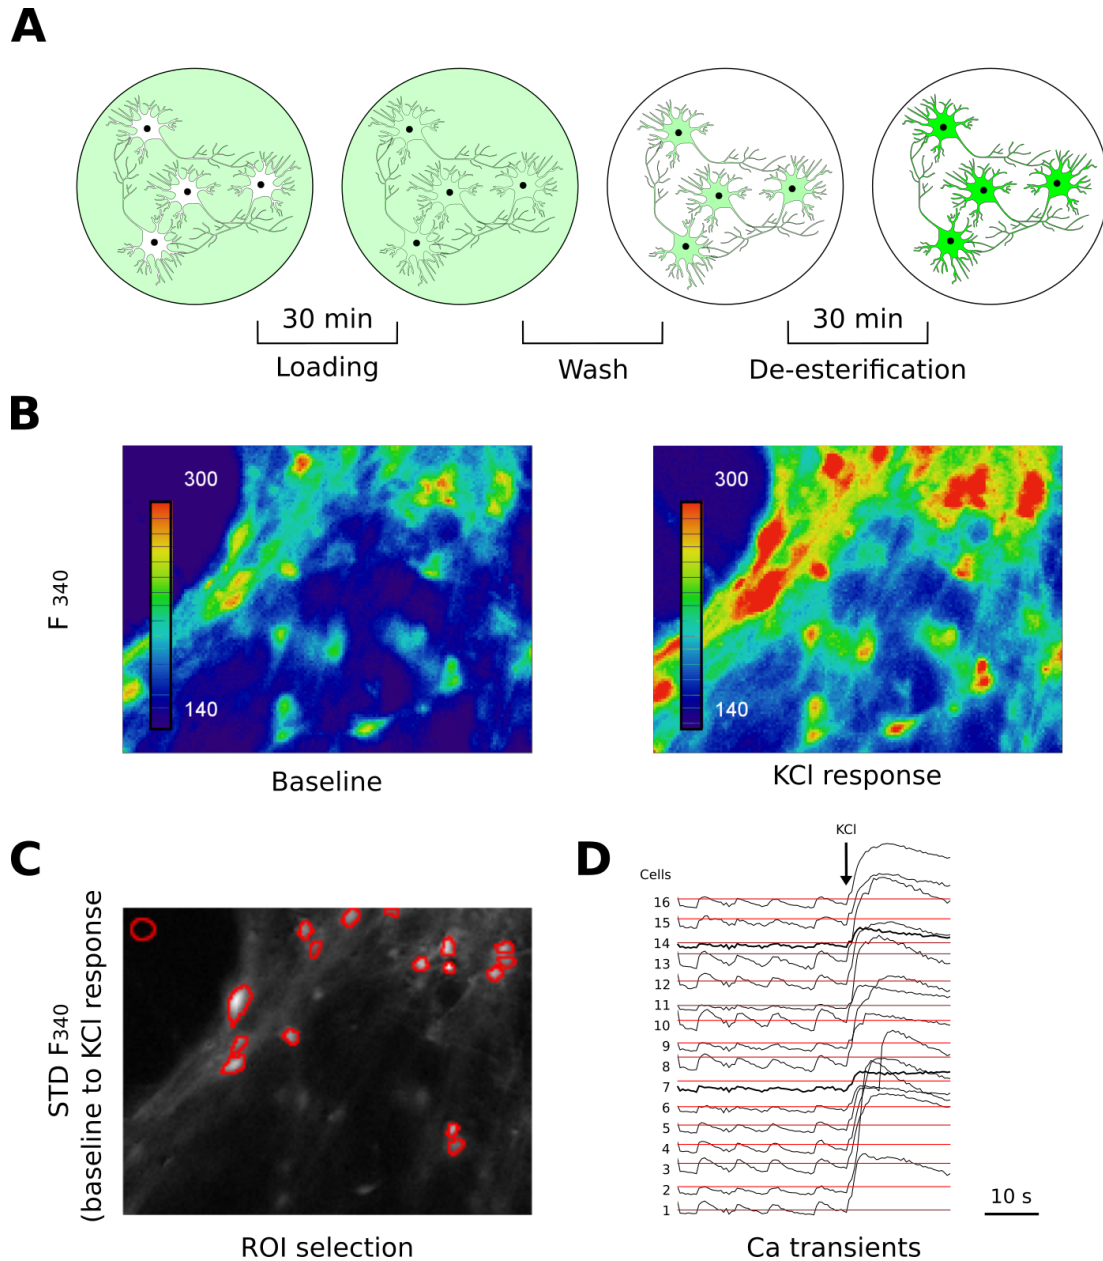 A
30 min
30 min
Loading
Wash
De-esterification
B
F 340
300
140
Baseline
300
140
KCl response
C
STD F340
(baseline to KCl response
ROI selection
D
KCl
Cells
16
15
14
13
12
11
10
9
8
7
6
5
4
3
2
1
10 s
Ca transients